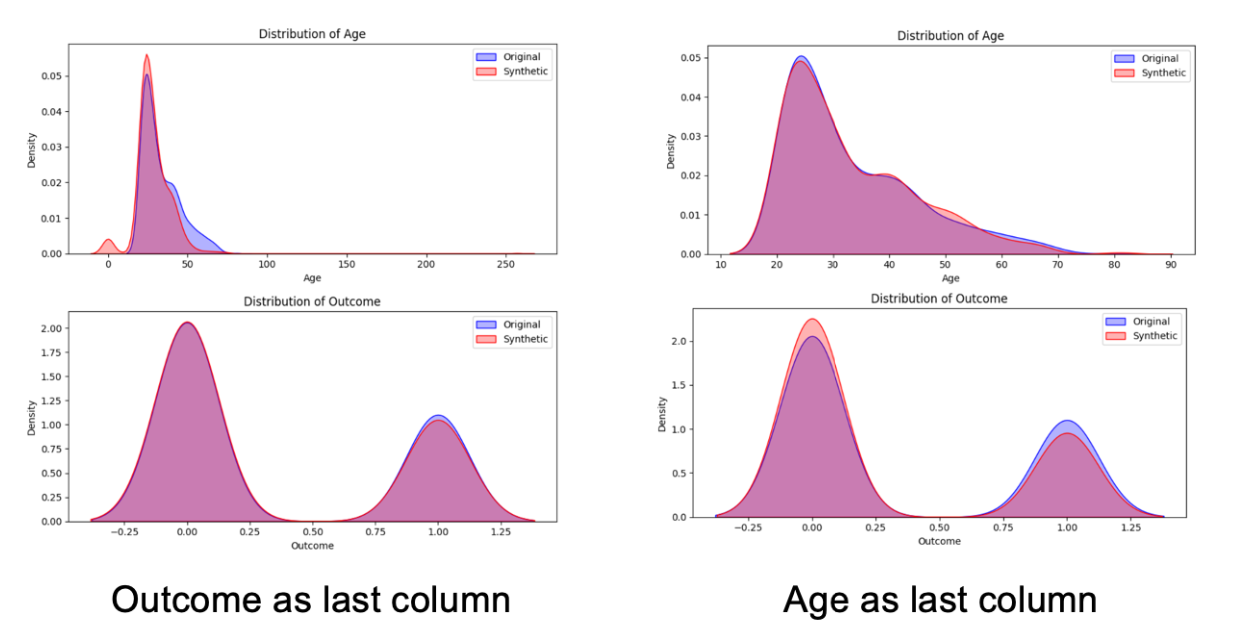 Distribution of Age
Original
Synthetic
0.05
0.04
0.03
0.02
0.01
0.00
Density
0 50 100 150 200 250
Age
Distribution of Outcome
Original
Synthetic
2.00
1.75
1.50
1.25
1.00
0.75
0.50
0.25
0.00
Density
−0.25 0.00 0.25 0.50 0.75 1.00 1.25
Outcome
Outcome as last column
Distribution of Age
Original
Synthetic
0.05
0.04
0.03
0.02
0.01
0.00
Density
10 20 30 40 50 60 70 80 90
Age
Distribution of Outcome
Original
Synthetic
2.0
1.5
1.0
0.5
0.0
Density
−0.25 0.00 0.25 0.50 0.75 1.00 1.25
Outcome
Age as last column